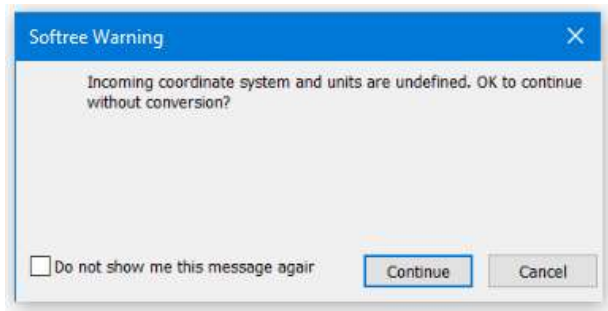 Softree Warning
Incoming coordinate system and units are undefined. OK to continue
without conversion?
Do not show me this message agair
Continue
Cancel